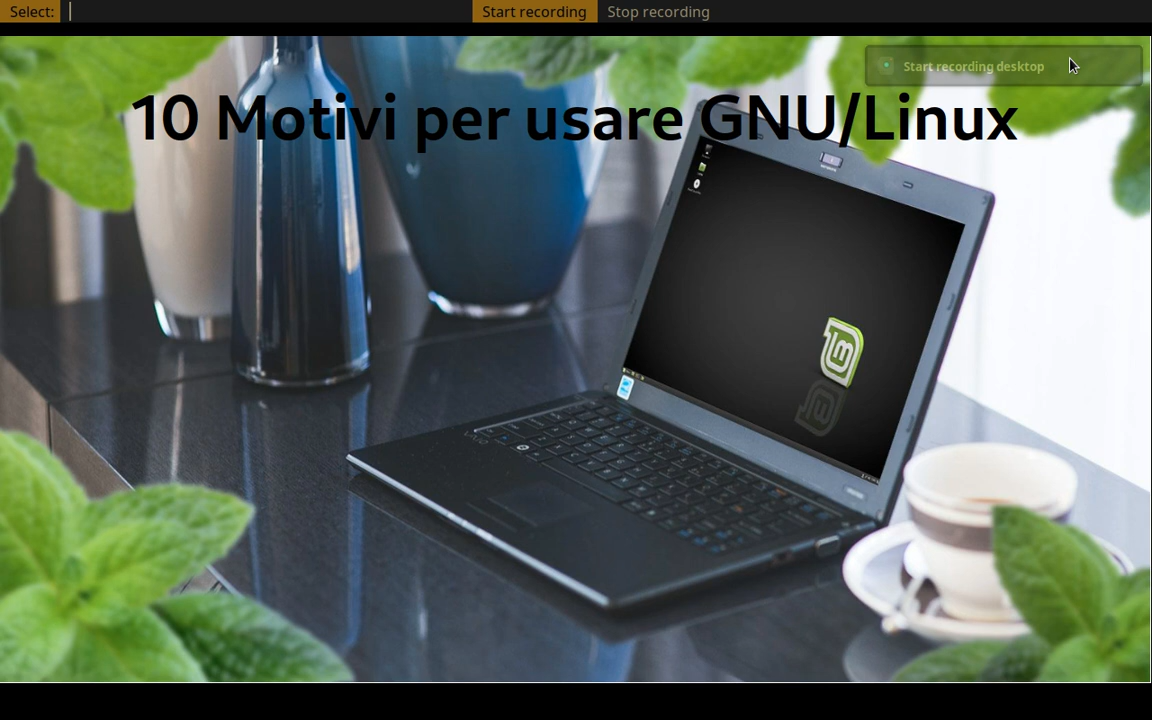 Select: Start recording Stop recording
Start recording desktop
10 Motivi per usare GNU/Linux